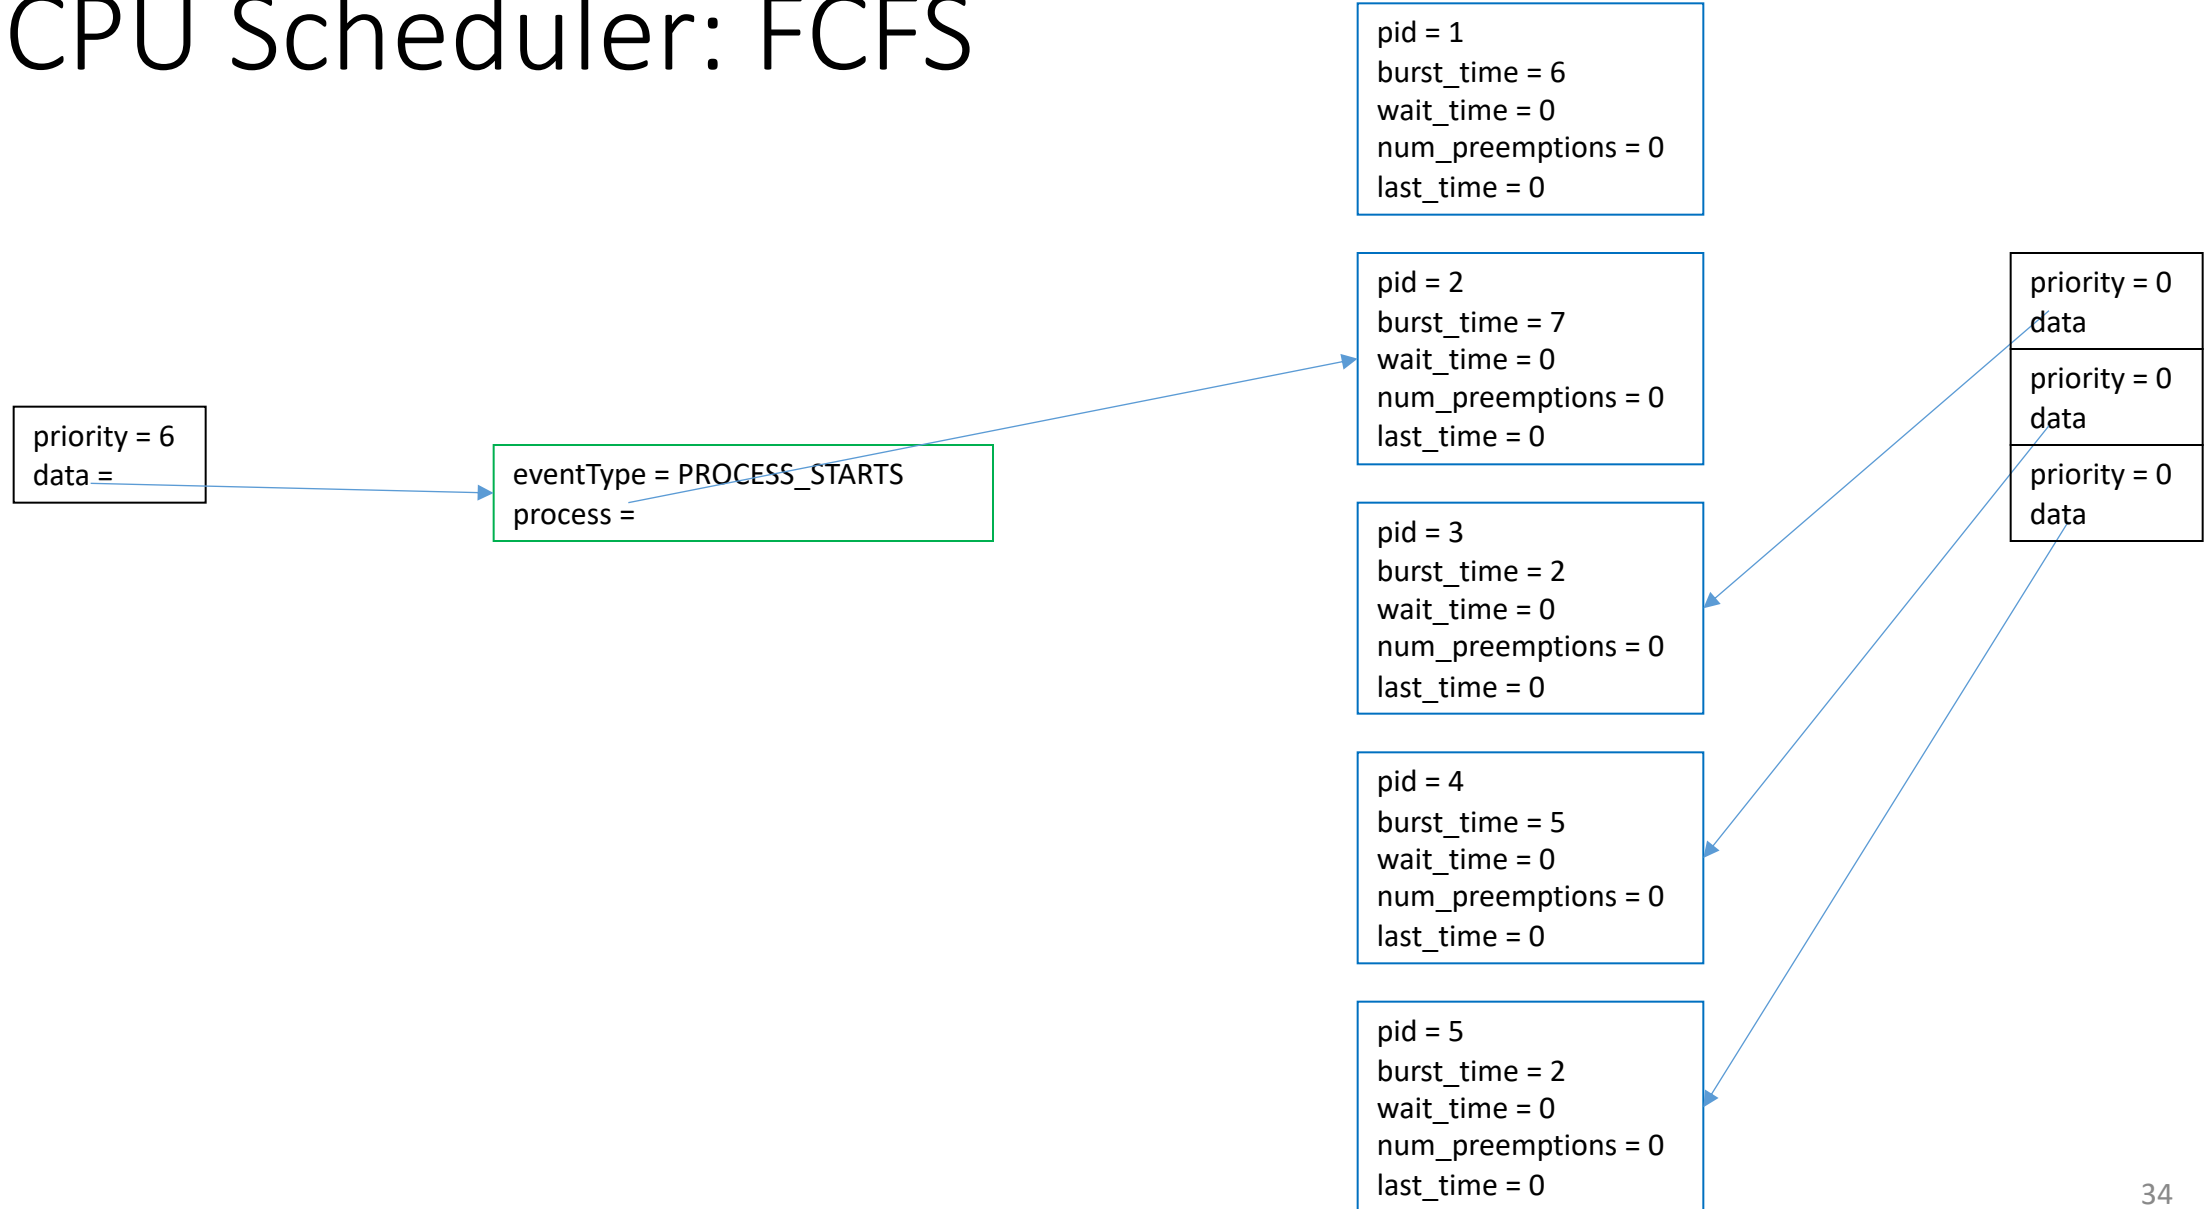 CPU Scheduler: FCFS
pid = 1
burst_time = 6
wait_time = 0
num_preemptions = 0
last_time = 0
pid = 2
burst_time = 7
wait_time = 0
num_preemptions = 0
last_time = 0
priority = 0
data
priority = 0
data
priority = 0
data
priority = 6
data =
eventType = PROCESS_STARTS
process =
pid = 3
burst_time = 2
wait_time = 0
num_preemptions = 0
last_time = 0
pid = 4
burst_time = 5
wait_time = 0
num_preemptions = 0
last_time = 0
pid = 5
burst_time = 2
wait_time = 0
num_preemptions = 0
last_time = 0
34